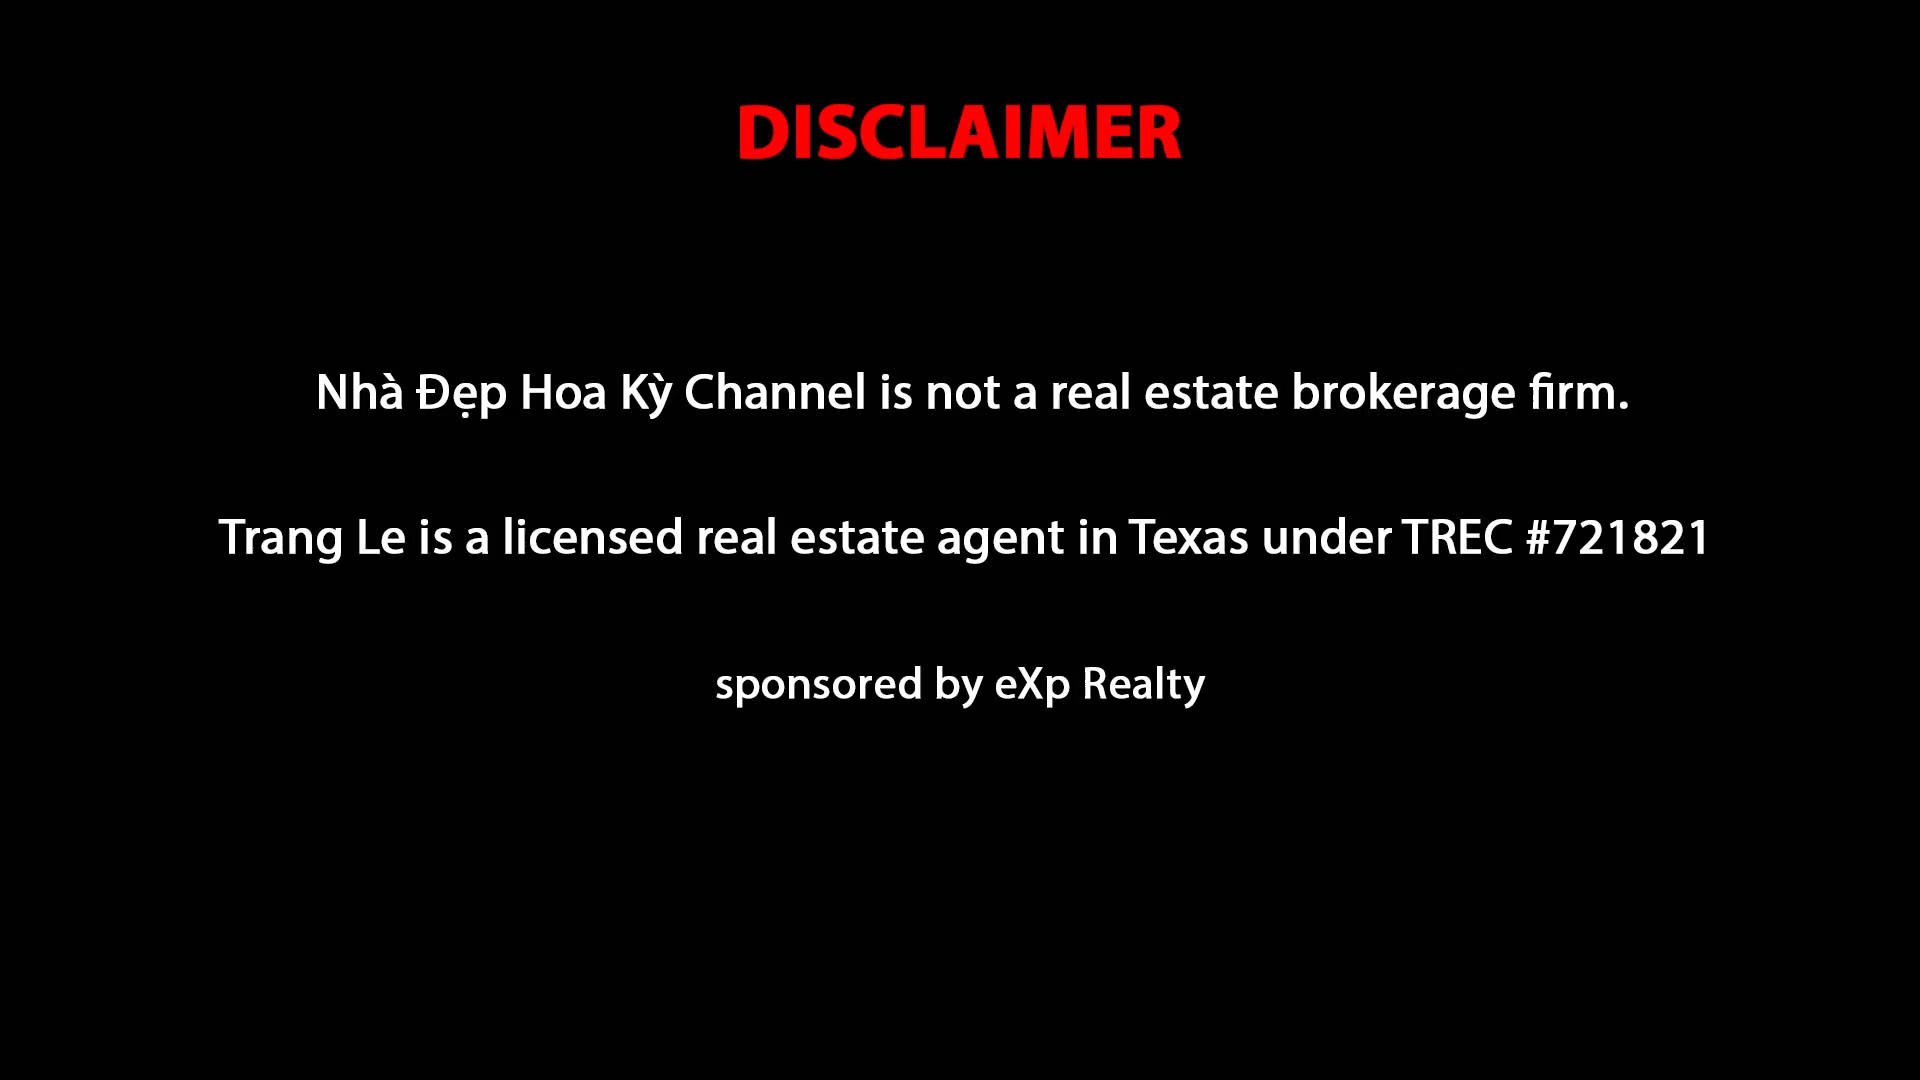 DISCLAIMER
Nhà Đẹp Hoa Kỳ Channel is not a real estate brokerage firm.
Trang Le is a licensed real estate agent in Texas under TREC #721821
sponsored by eXp Realty